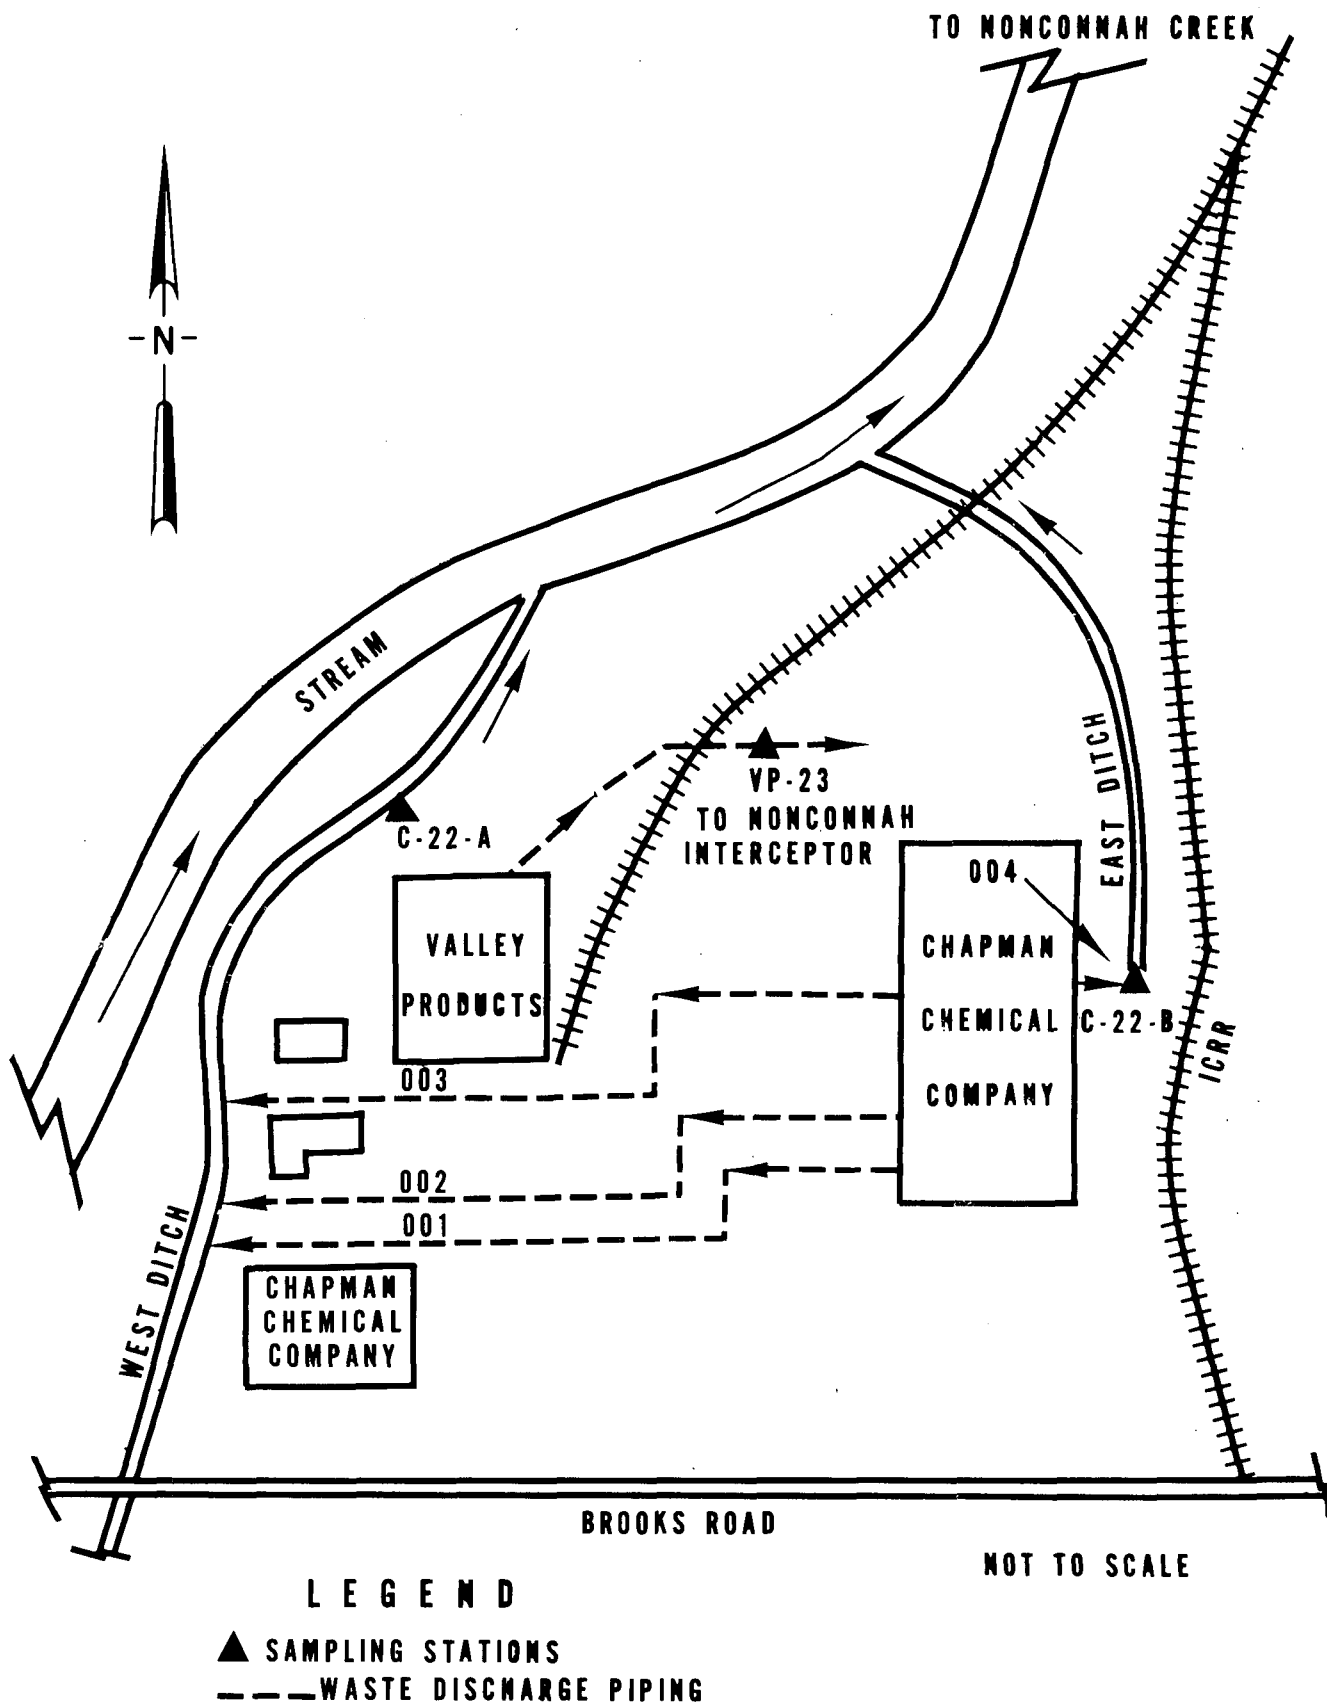 TO NONCONNAH CREEK
-N-
STREAM
VP-23
TO NONCONNAH
INTERCEPTOR
C-22-A
EAST DITCH
004
VALLEY
PRODUCTS
CHAPMAN
CHEMICAL
COMPANY
C-22-B
ICRR
003
002
001
WEST DITCH
CHAPMAN
CHEMICAL
COMPANY
BROOKS ROAD
NOT TO SCALE
LEGEND
SAMPLING STATIONS
WASTE DISCHARGE PIPING